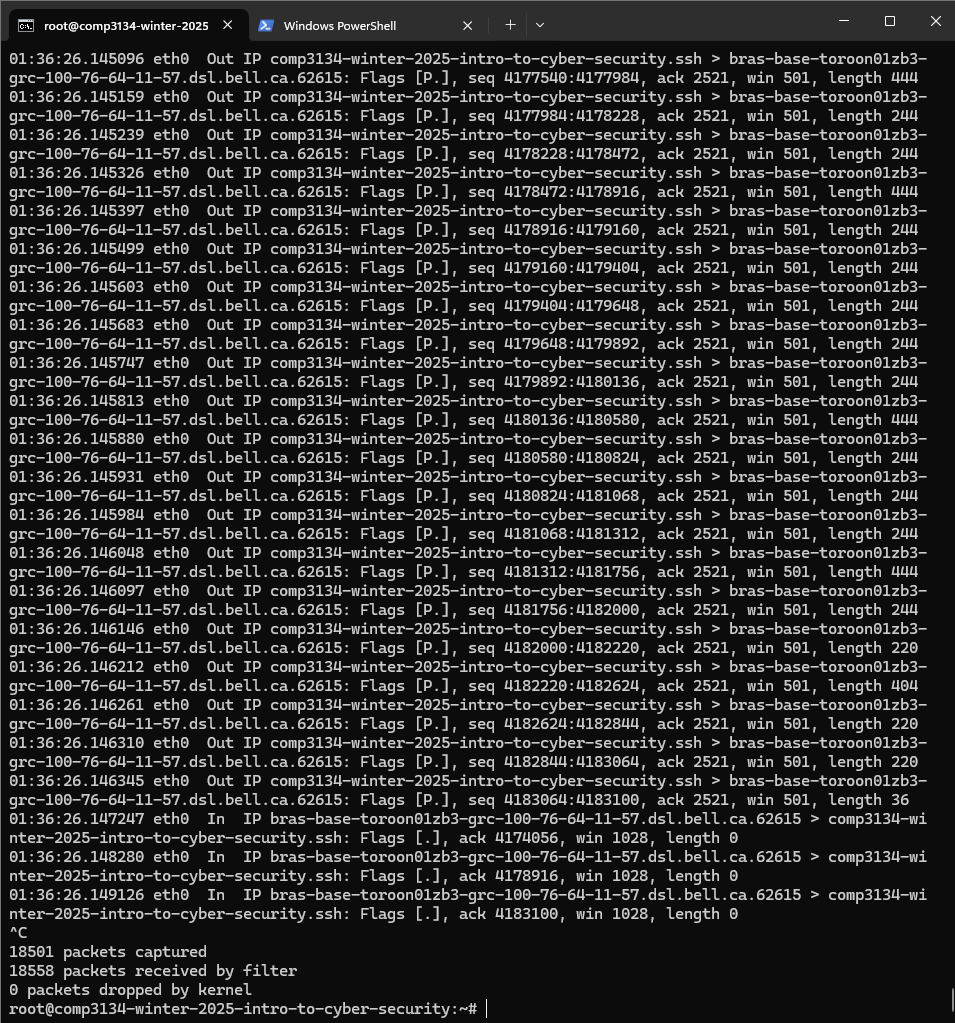 root@comp3134-winter-2025
Windows PowerShell
01:36:26.145096 eth0  Out IP comp3134-winter-2025-intro-to-cyber-security.ssh > bras-base-toroon01zb3-
grc-100-76-64-11-57.dsl.bell.ca.62615: Flags [P.], seq 4177540:4177984, ack 2521, win 501, length 444
01:36:26.145159 eth0  Out IP comp3134-winter-2025-intro-to-cyber-security.ssh > bras-base-toroon01zb3-
grc-100-76-64-11-57.dsl.bell.ca.62615: Flags [P.], seq 4177984:4178228, ack 2521, win 501, length 244
01:36:26.145239 eth0  Out IP comp3134-winter-2025-intro-to-cyber-security.ssh > bras-base-toroon01zb3-
grc-100-76-64-11-57.dsl.bell.ca.62615: Flags [P.], seq 4178228:4178472, ack 2521, win 501, length 244
01:36:26.145326 eth0  Out IP comp3134-winter-2025-intro-to-cyber-security.ssh > bras-base-toroon01zb3-
grc-100-76-64-11-57.dsl.bell.ca.62615: Flags [P.], seq 4178472:4178916, ack 2521, win 501, length 444
01:36:26.145397 eth0  Out IP comp3134-winter-2025-intro-to-cyber-security.ssh > bras-base-toroon01zb3-
grc-100-76-64-11-57.dsl.bell.ca.62615: Flags [P.], seq 4178916:4179160, ack 2521, win 501, length 244
01:36:26.145499 eth0  Out IP comp3134-winter-2025-intro-to-cyber-security.ssh > bras-base-toroon01zb3-
grc-100-76-64-11-57.dsl.bell.ca.62615: Flags [P.], seq 4179160:4179404, ack 2521, win 501, length 244
01:36:26.145603 eth0  Out IP comp3134-winter-2025-intro-to-cyber-security.ssh > bras-base-toroon01zb3-
grc-100-76-64-11-57.dsl.bell.ca.62615: Flags [P.], seq 4179404:4179648, ack 2521, win 501, length 244
01:36:26.145683 eth0  Out IP comp3134-winter-2025-intro-to-cyber-security.ssh > bras-base-toroon01zb3-
grc-100-76-64-11-57.dsl.bell.ca.62615: Flags [P.], seq 4179648:4179892, ack 2521, win 501, length 244
01:36:26.145747 eth0  Out IP comp3134-winter-2025-intro-to-cyber-security.ssh > bras-base-toroon01zb3-
grc-100-76-64-11-57.dsl.bell.ca.62615: Flags [P.], seq 4179892:4180136, ack 2521, win 501, length 244
01:36:26.145813 eth0  Out IP comp3134-winter-2025-intro-to-cyber-security.ssh > bras-base-toroon01zb3-
grc-100-76-64-11-57.dsl.bell.ca.62615: Flags [P.], seq 4180136:4180580, ack 2521, win 501, length 444
01:36:26.145880 eth0  Out IP comp3134-winter-2025-intro-to-cyber-security.ssh > bras-base-toroon01zb3-
grc-100-76-64-11-57.dsl.bell.ca.62615: Flags [P.], seq 4180580:4180824, ack 2521, win 501, length 244
01:36:26.145931 eth0  Out IP comp3134-winter-2025-intro-to-cyber-security.ssh > bras-base-toroon01zb3-
grc-100-76-64-11-57.dsl.bell.ca.62615: Flags [P.], seq 4180824:4181068, ack 2521, win 501, length 244
01:36:26.145984 eth0  Out IP comp3134-winter-2025-intro-to-cyber-security.ssh > bras-base-toroon01zb3-
grc-100-76-64-11-57.dsl.bell.ca.62615: Flags [P.], seq 4181068:4181312, ack 2521, win 501, length 244
01:36:26.146048 eth0  Out IP comp3134-winter-2025-intro-to-cyber-security.ssh > bras-base-toroon01zb3-
grc-100-76-64-11-57.dsl.bell.ca.62615: Flags [P.], seq 4181312:4181756, ack 2521, win 501, length 444
01:36:26.146097 eth0  Out IP comp3134-winter-2025-intro-to-cyber-security.ssh > bras-base-toroon01zb3-
grc-100-76-64-11-57.dsl.bell.ca.62615: Flags [P.], seq 4181756:4182000, ack 2521, win 501, length 244
01:36:26.146146 eth0  Out IP comp3134-winter-2025-intro-to-cyber-security.ssh > bras-base-toroon01zb3-
grc-100-76-64-11-57.dsl.bell.ca.62615: Flags [P.], seq 4182000:4182220, ack 2521, win 501, length 220
01:36:26.146212 eth0  Out IP comp3134-winter-2025-intro-to-cyber-security.ssh > bras-base-toroon01zb3-
grc-100-76-64-11-57.dsl.bell.ca.62615: Flags [P.], seq 4182220:4182624, ack 2521, win 501, length 404
01:36:26.146261 eth0  Out IP comp3134-winter-2025-intro-to-cyber-security.ssh > bras-base-toroon01zb3-
grc-100-76-64-11-57.dsl.bell.ca.62615: Flags [P.], seq 4182624:4182844, ack 2521, win 501, length 220
01:36:26.146310 eth0  Out IP comp3134-winter-2025-intro-to-cyber-security.ssh > bras-base-toroon01zb3-
grc-100-76-64-11-57.dsl.bell.ca.62615: Flags [P.], seq 4182844:4183064, ack 2521, win 501, length 220
01:36:26.146345 eth0  Out IP comp3134-winter-2025-intro-to-cyber-security.ssh > bras-base-toroon01zb3-
grc-100-76-64-11-57.dsl.bell.ca.62615: Flags [P.], seq 4183064:4183100, ack 2521, win 501, length 36
01:36:26.147247 eth0  In  IP bras-base-toroon01zb3-grc-100-76-64-11-57.dsl.bell.ca.62615 > comp3134-wi
nter-2025-intro-to-cyber-security.ssh: Flags [.], ack 4174056, win 1028, length 0
01:36:26.148280 eth0  In  IP bras-base-toroon01zb3-grc-100-76-64-11-57.dsl.bell.ca.62615 > comp3134-wi
nter-2025-intro-to-cyber-security.ssh: Flags [.], ack 4178916, win 1028, length 0
01:36:26.149126 eth0  In  IP bras-base-toroon01zb3-grc-100-76-64-11-57.dsl.bell.ca.62615 > comp3134-wi
nter-2025-intro-to-cyber-security.ssh: Flags [.], ack 4183100, win 1028, length 0
^C
18501 packets captured
18558 packets received by filter
0 packets dropped by kernel
root@comp3134-winter-2025-intro-to-cyber-security:~#